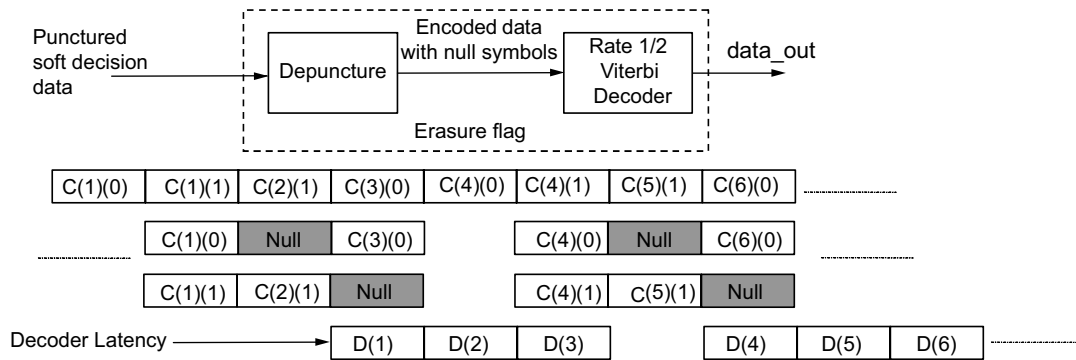 Punctured
soft decision
data
Depuncture
Encoded data
with null symbols
Rate 1/2
Viterbi
Decoder
data_out
Erasure flag
C(1)(0) C(1)(1) C(2)(1) C(3)(0) C(4)(0) C(4)(1) C(5)(1) C(6)(0)
C(1)(0) Null C(3)(0) C(4)(0) Null C(6)(0)
C(1)(1) C(2)(1) Null C(4)(1) C(5)(1) Null
Decoder Latency D(1) D(2) D(3) D(4) D(5) D(6)